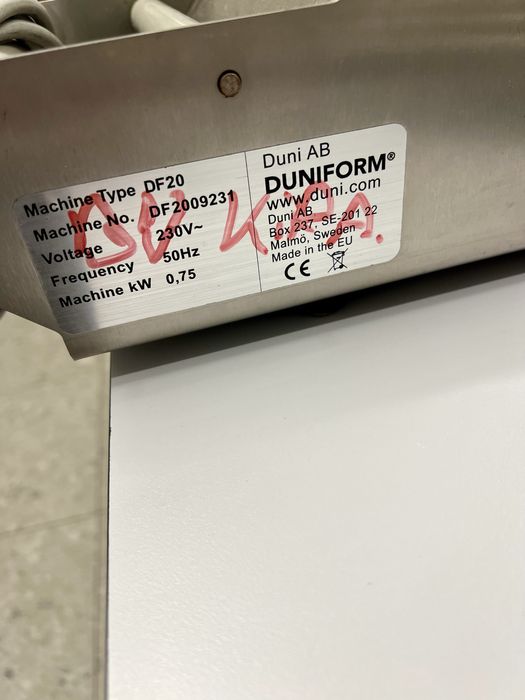 Machine Type DF20
Machine No. DF2009231
Voltage 230V~
Frequency 50Hz
Machine kW 0,75
Duni AB
DUNIFORM®
www.duni.com
Duni AB
Box 237, SE-201 22
Malmö, Sweden
Made in the EU
CE